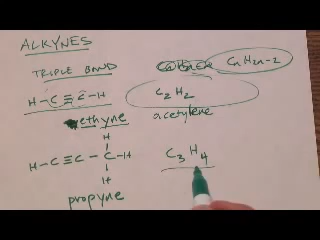 ALKYNES
TRIPLE BOND
CnH2n-2
H-C≡C-H
C2H2
ethyne
acetylene
H
H-C≡C-C-H
C3H4
H
propyne